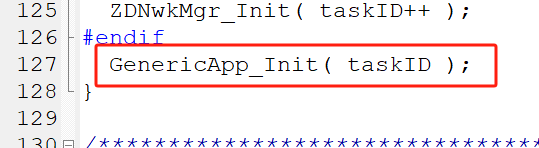 125 ZDNwkMgr_Init( taskID++ );
126 #endif
127 GenericApp_Init( taskID );
128 }
129
130 /************************************